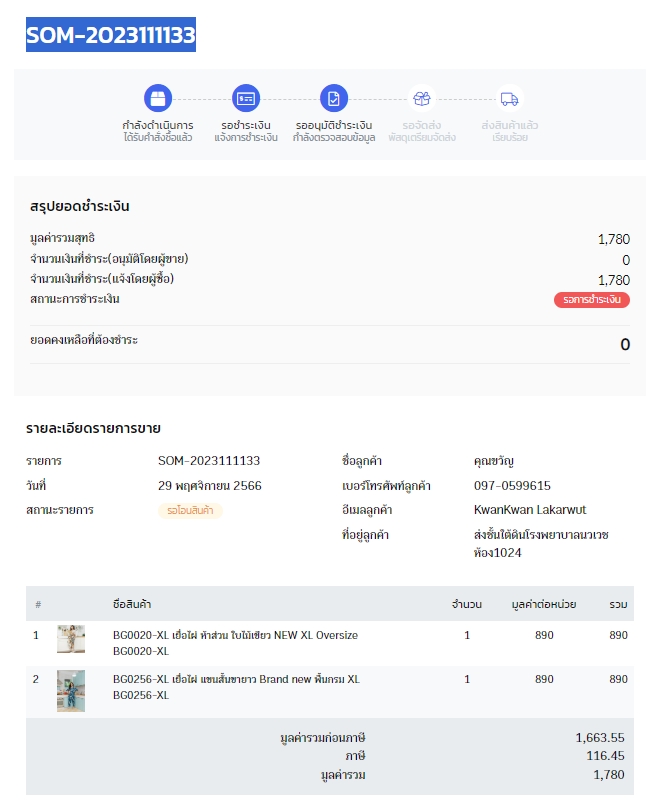 SOM-2023111133
กำลังดำเนินการ
ได้รับคำสั่งซื้อแล้ว
รอชำระเงิน
แจ้งการชำระเงิน
รออนุมัติชำระเงิน
กำลังตรวจสอบข้อมูล
รอจัดส่ง
พัสดุเตรียมจัดส่ง
ส่งสินค้าแล้ว
เรียบร้อย
สรุปยอดชำระเงิน
มูลค่ารวมสุทธิ 1,780
จำนวนเงินที่ชำระ(อนุมัติโดยผู้ขาย) 0
จำนวนเงินที่ชำระ(แจ้งโดยผู้ซื้อ) 1,780
สถานะการชำระเงิน รอการชำระเงิน
ยอดคงเหลือที่ต้องชำระ 0
รายละเอียดรายการขาย
รายการ SOM-2023111133 ชื่อลูกค้า คุณขวัญ
วันที่ 29 พฤศจิกายน 2566 เบอร์โทรศัพท์ลูกค้า 097-0599615
สถานะรายการ รอโอนสินค้า อีเมลลูกค้า KwanKwan Lakarwut
ที่อยู่ลูกค้า ส่งชั้นใต้ดินโรงพยาบาลนวเวช
ห้อง1024
# ชื่อสินค้า จำนวน มูลค่าต่อหน่วย รวม
1 BG0020-XL เยื่อไผ่ ห้าส่วน ใบไม้เขียว NEW XL Oversize 1 890 890
BG0020-XL
2 BG0256-XL เยื่อไผ่ แขนสั้นขายาว Brand new พื้นกรม XL 1 890 890
BG0256-XL
มูลค่ารวมก่อนภาษี 1,663.55
ภาษี 116.45
มูลค่ารวม 1,780